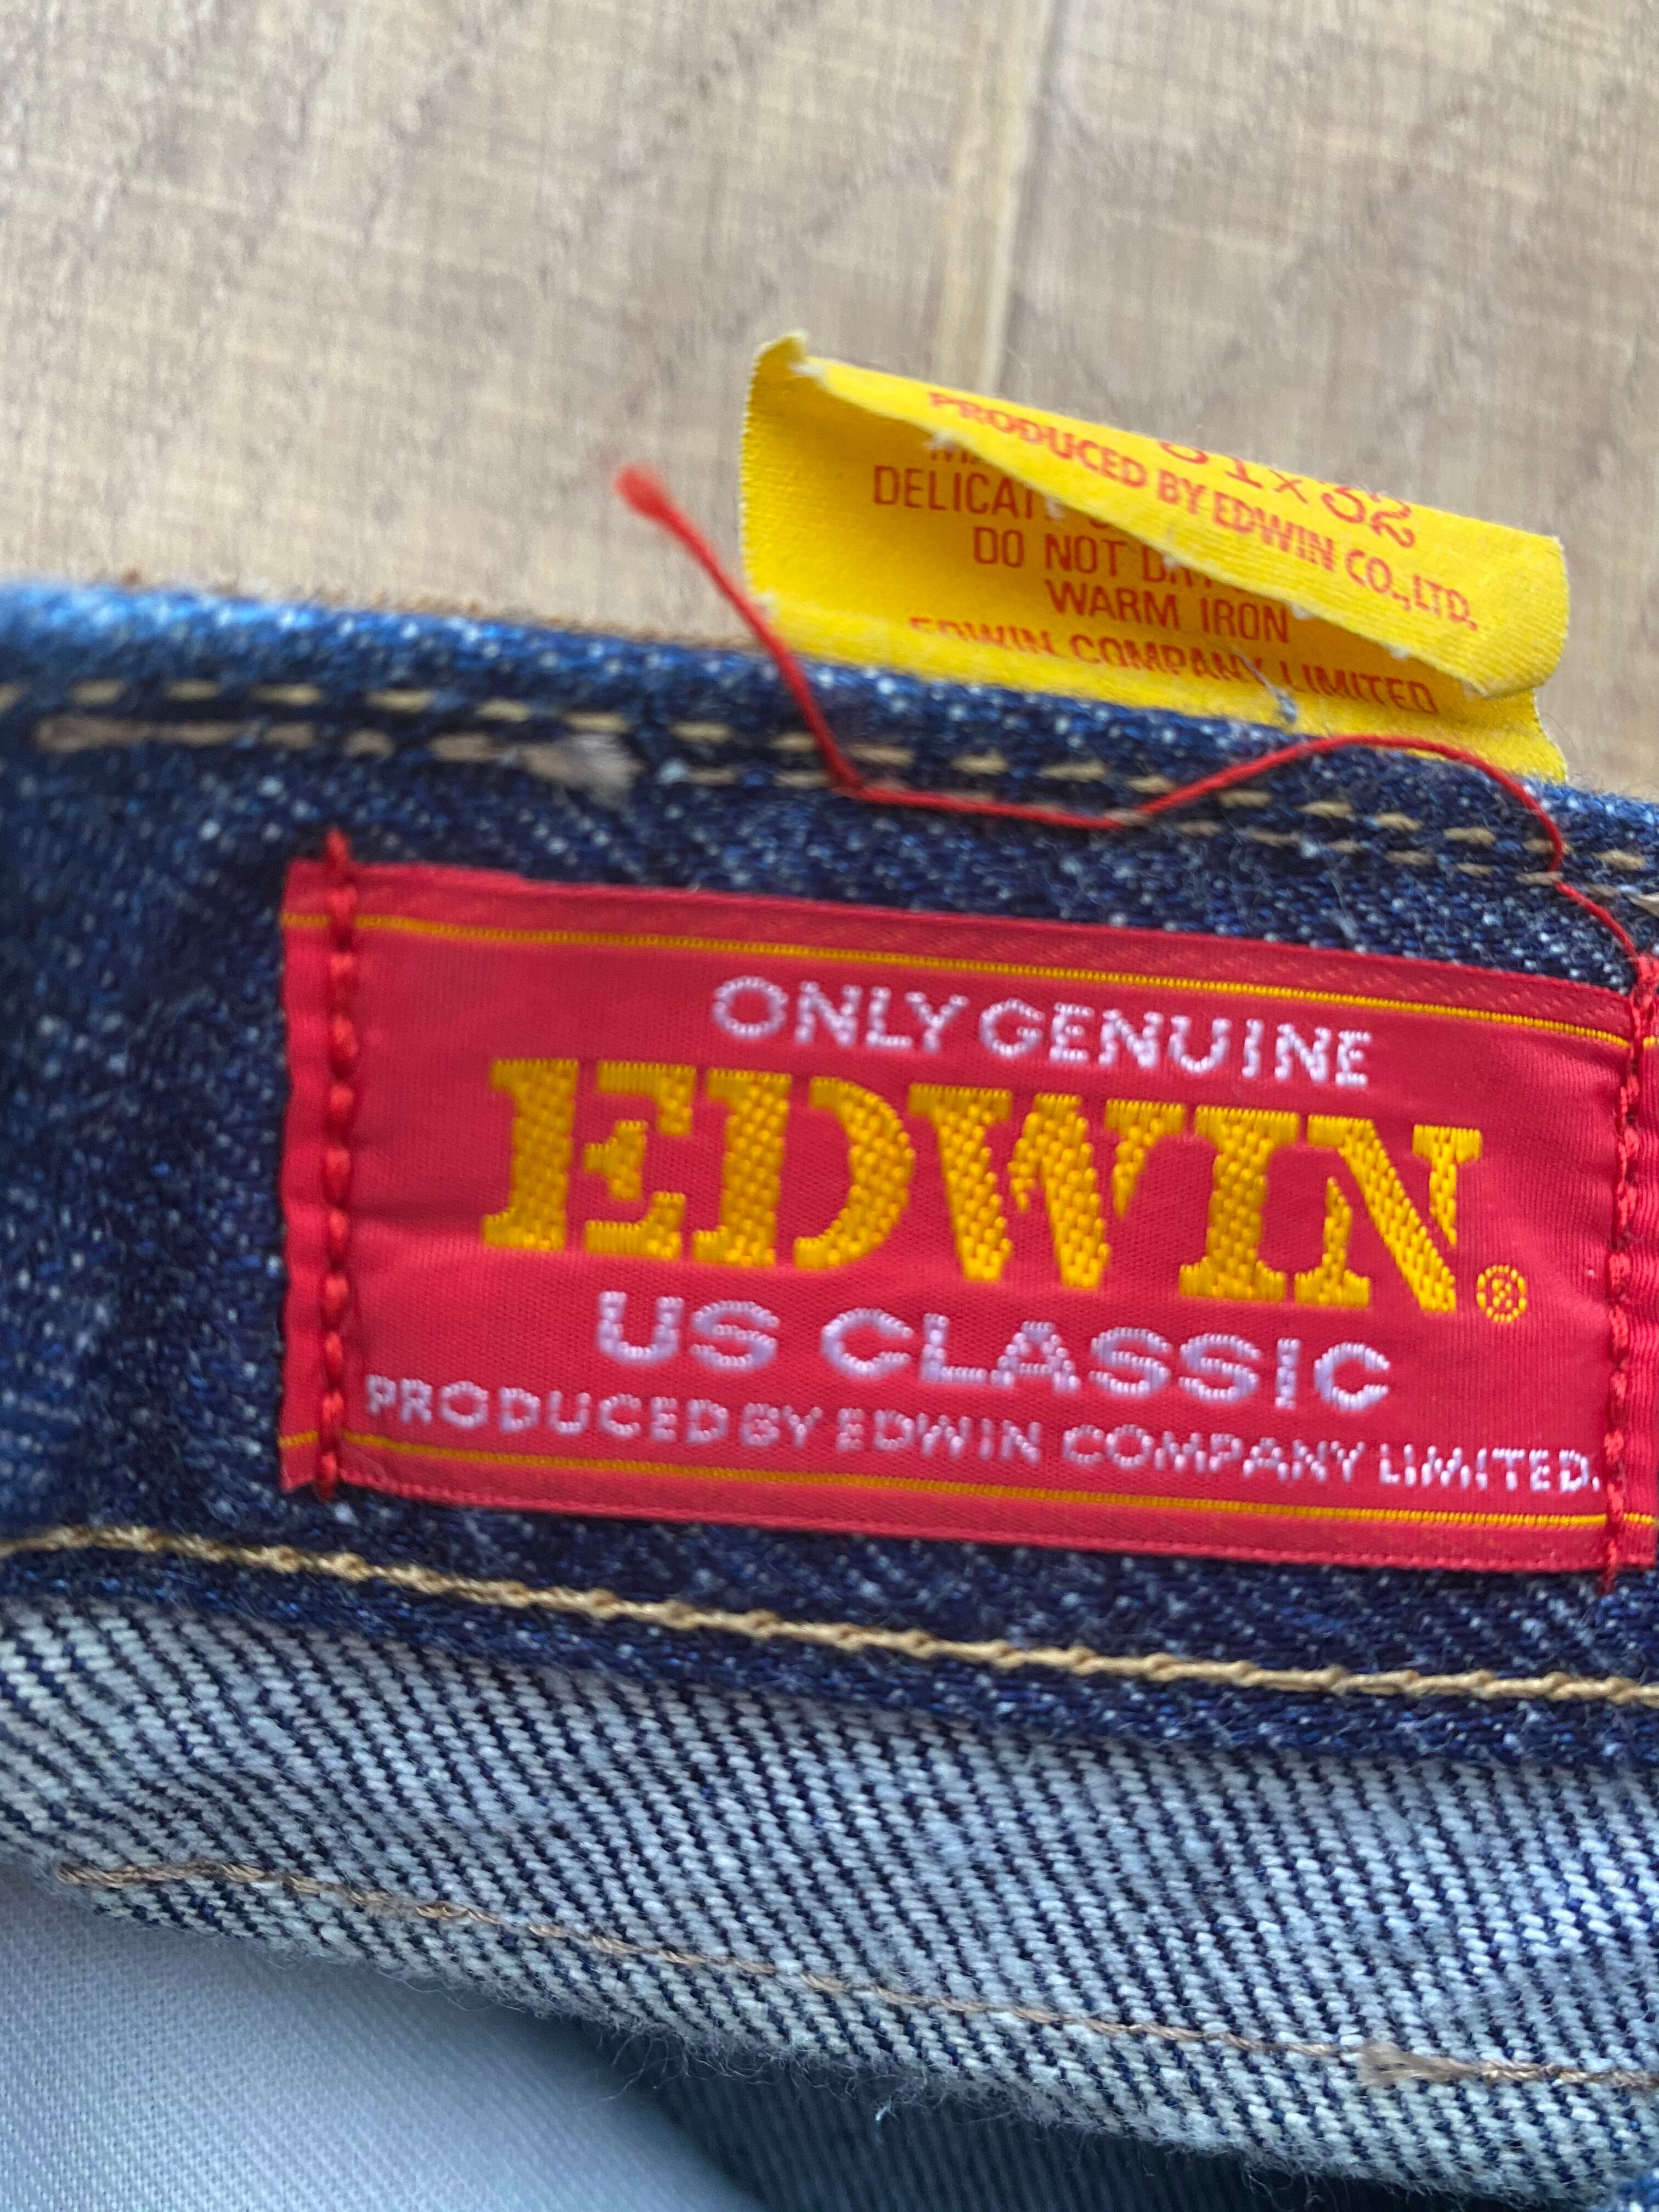 31x32
PRODUCED BY EDWIN CO.,LTD.
DO NOT
WARM IRON
EDWIN COMPANY LIMITED
ONLY GENUINE
EDWIN®
US CLASSIC
PRODUCED BY EDWIN COMPANY LIMITED.